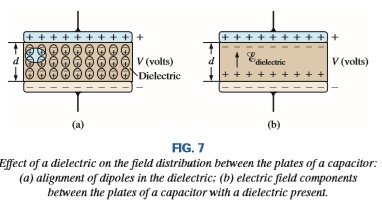 + + + + + + + + + +
d
V (volts)
Dielectric
– – – – – – – – –
(a)
+ + + + + + + + + +
– – – – – – – – –
d
ℰdielectric
V (volts)
+ + + + + + + + +
– – – – – – – – –
(b)
FIG. 7
Effect of a dielectric on the field distribution between the plates of a capacitor:
(a) alignment of dipoles in the dielectric; (b) electric field components
between the plates of a capacitor with a dielectric present.